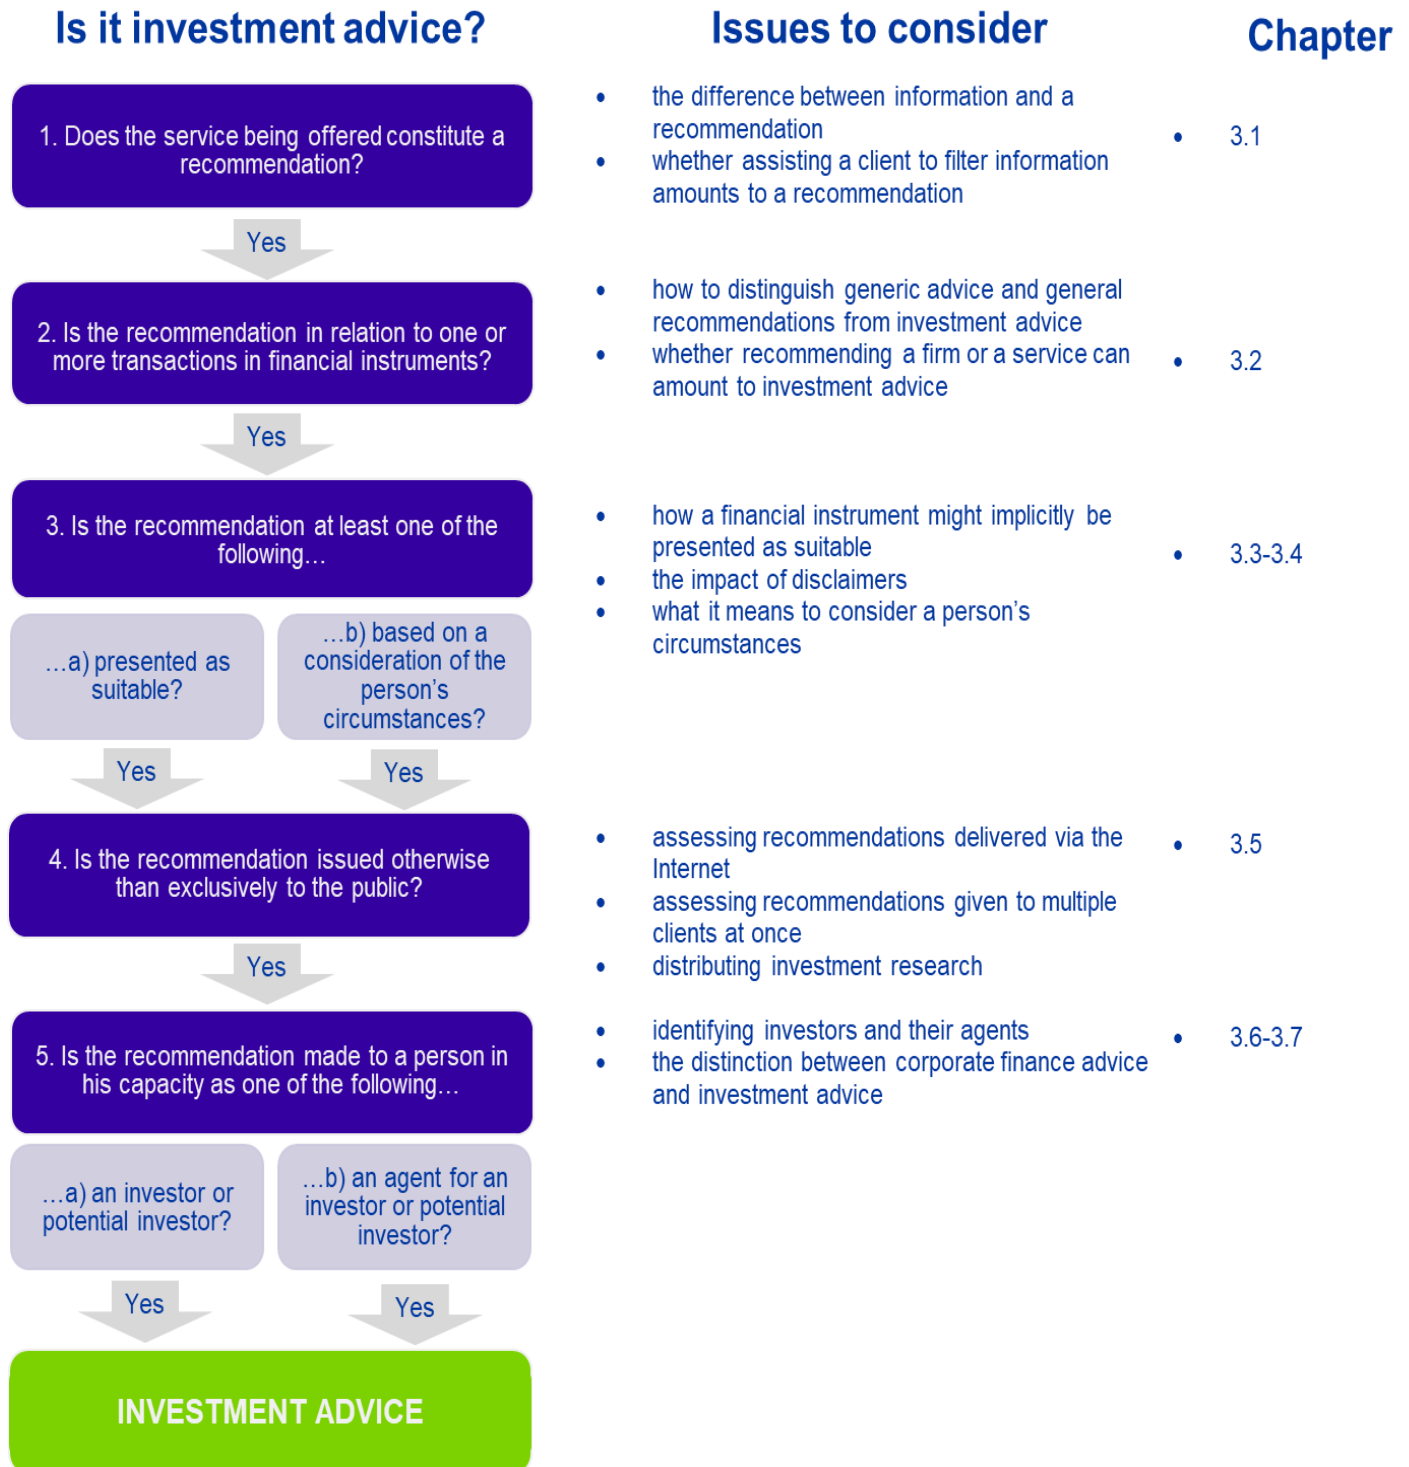 Is it investment advice?
Issues to consider
Chapter
1. Does the service being offered constitute a
recommendation?
• the difference between information and a
recommendation
• whether assisting a client to filter information
amounts to a recommendation
• 3.1
Yes
2. Is the recommendation in relation to one or
more transactions in financial instruments?
• how to distinguish generic advice and general
recommendations from investment advice
• whether recommending a firm or a service can
amount to investment advice
• 3.2
Yes
3. Is the recommendation at least one of the
following…
• how a financial instrument might implicitly be
presented as suitable
• the impact of disclaimers
• what it means to consider a person’s
circumstances
• 3.3-3.4
…a) presented as
suitable?
…b) based on a
consideration of the
person’s
circumstances?
Yes
Yes
4. Is the recommendation issued otherwise
than exclusively to the public?
• assessing recommendations delivered via the
Internet
• assessing recommendations given to multiple
clients at once
• distributing investment research
• 3.5
Yes
5. Is the recommendation made to a person in
his capacity as one of the following…
• identifying investors and their agents
• the distinction between corporate finance advice
and investment advice
• 3.6-3.7
…a) an investor or
potential investor?
…b) an agent for an
investor or potential
investor?
Yes
Yes
INVESTMENT ADVICE